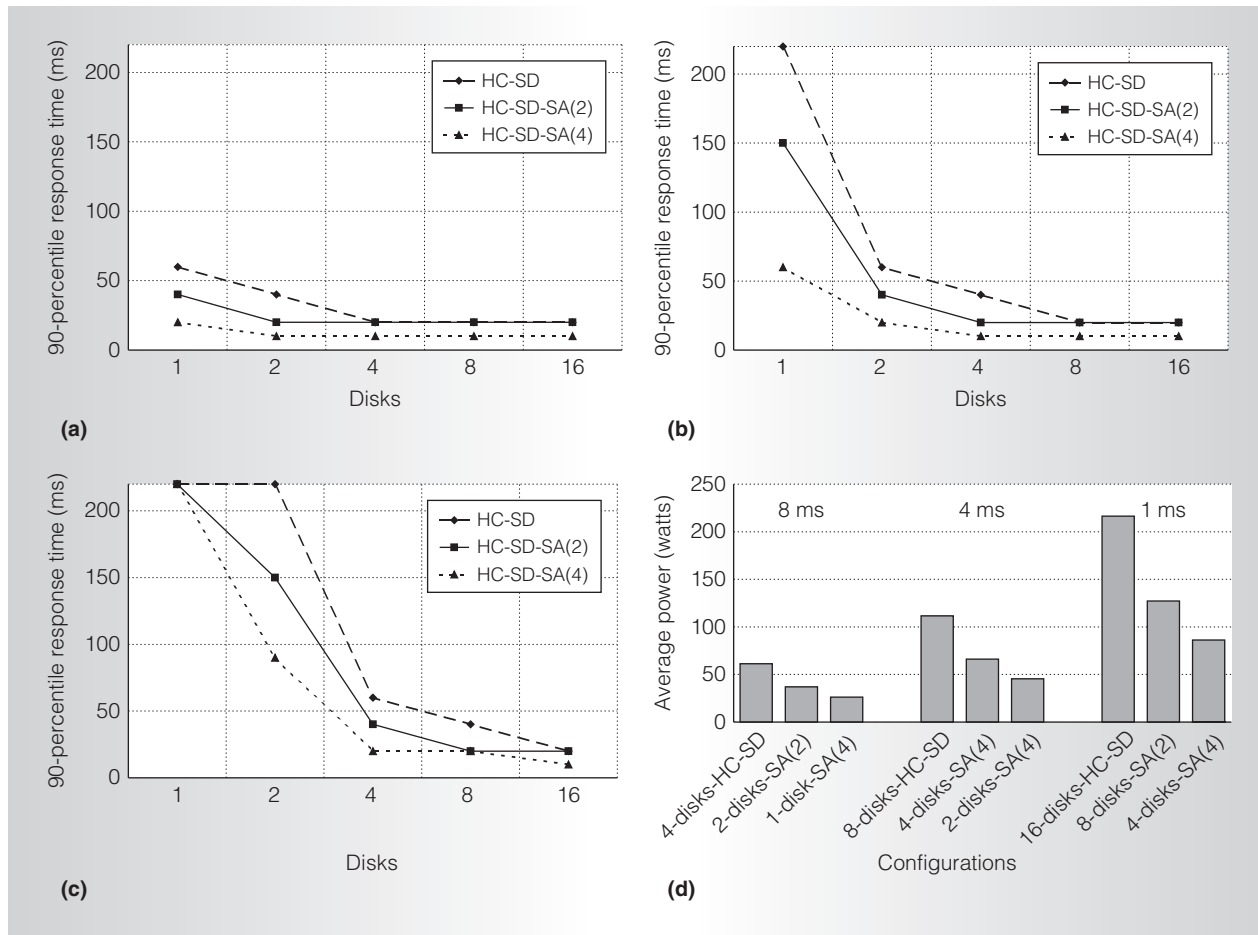 90-percentile response time (ms)
200
150
100
50
0
HC-SD
HC-SD-SA(2)
HC-SD-SA(4)
1 2 4 8 16
Disks
(a)
90-percentile response time (ms)
200
150
100
50
0
HC-SD
HC-SD-SA(2)
HC-SD-SA(4)
1 2 4 8 16
Disks
(b)
90-percentile response time (ms)
200
150
100
50
0
HC-SD
HC-SD-SA(2)
HC-SD-SA(4)
1 2 4 8 16
Disks
(c)
Average power (watts)
250
200
150
100
50
0
8 ms 4 ms 1 ms
4-disks-HC-SD
2-disks-SA(2)
1-disk-SA(4)
8-disks-HC-SD
4-disks-SA(4)
2-disks-SA(4)
16-disks-HC-SD
8-disks-SA(2)
4-disks-SA(4)
Configurations
(d)